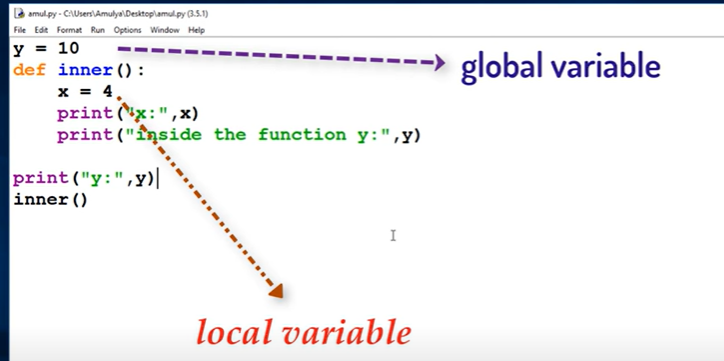 amul.py - C:\Users\Amulya\Desktop\amul.py (3.5.1)
File Edit Format Run Options Window Help
y = 10
global variable
def inner():
    x = 4
    print("x:",x)
    print("inside the function y:",y)
print("y:",y)
inner()
local variable